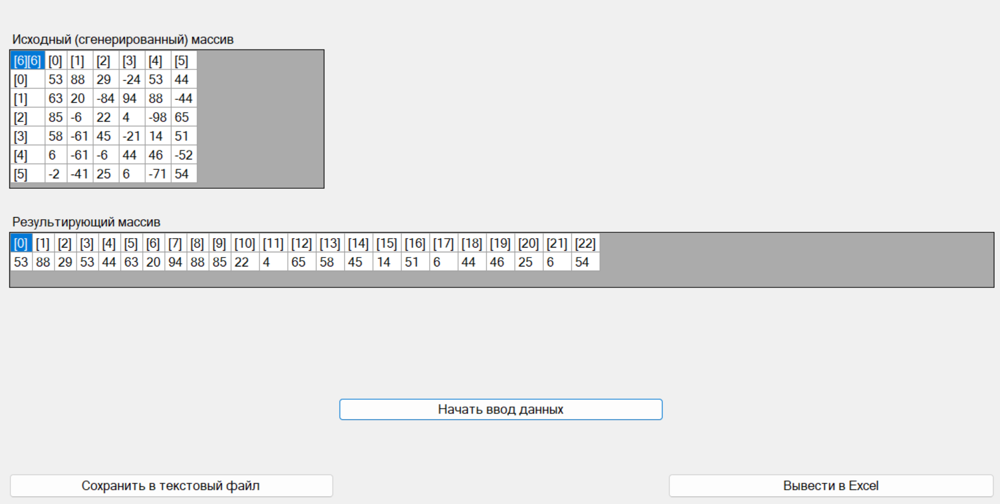 Исходный (сгенерированный) массив
[6][6] [0] [1] [2] [3] [4] [5]
[0] 53 88 29 -24 53 44
[1] 63 20 -84 94 88 -44
[2] 85 -6 22 4 -98 65
[3] 58 -61 45 -21 14 51
[4] 6 -61 -6 44 46 -52
[5] -2 -41 25 6 -71 54
Результирующий массив
[0] [1] [2] [3] [4] [5] [6] [7] [8] [9] [10] [11] [12] [13] [14] [15] [16] [17] [18] [19] [20] [21] [22]
53 88 29 53 44 63 20 94 88 85 22 4 65 58 45 14 51 6 44 46 25 6 54
Начать ввод данных
Сохранить в текстовый файл Вывести в Excel